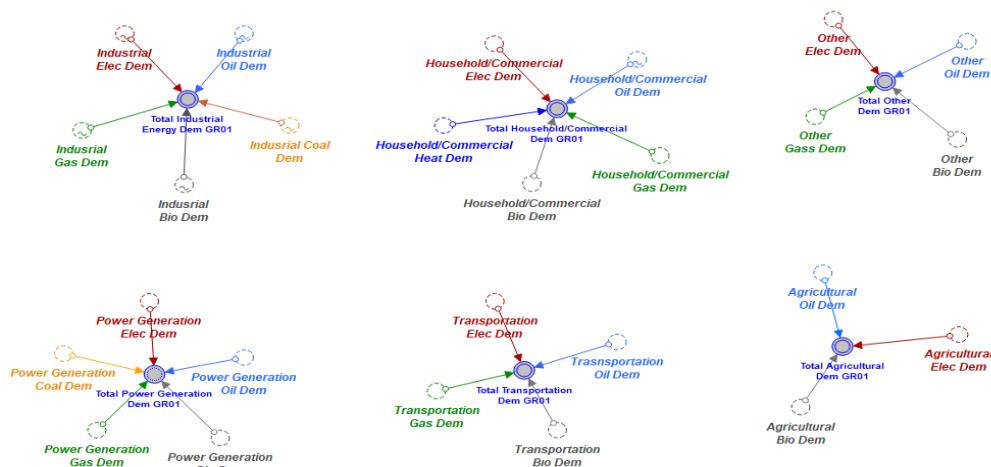 Industrial
Elec Dem
Industrial
Oil Dem
Total Industrial
Energy Dem GR01
Indusrial
Gas Dem
Indusrial Coal
Dem
Indusrial
Bio Dem
Household/Commercial
Elec Dem
Household/Commercial
Oil Dem
Total Household/Commercial
Dem GR01
Household/Commercial
Heat Dem
Household/Commercial
Gas Dem
Household/Commercial
Bio Dem
Other
Elec Dem
Other
Oil Dem
Total Other
Dem GR01
Other
Gass Dem
Other
Bio Dem
Power Generation
Elec Dem
Power Generation
Coal Dem
Power Generation
Oil Dem
Total Power Generation
Dem GR01
Power Generation
Gas Dem
Power Generation
Transportation
Elec Dem
Trasnsportation
Oil Dem
Total Transportation
Dem GR01
Transportation
Gas Dem
Transportation
Bio Dem
Agricultural
Oil Dem
Agricultural
Elec Dem
Total Agricultural
Dem GR01
Agricultural
Bio Dem